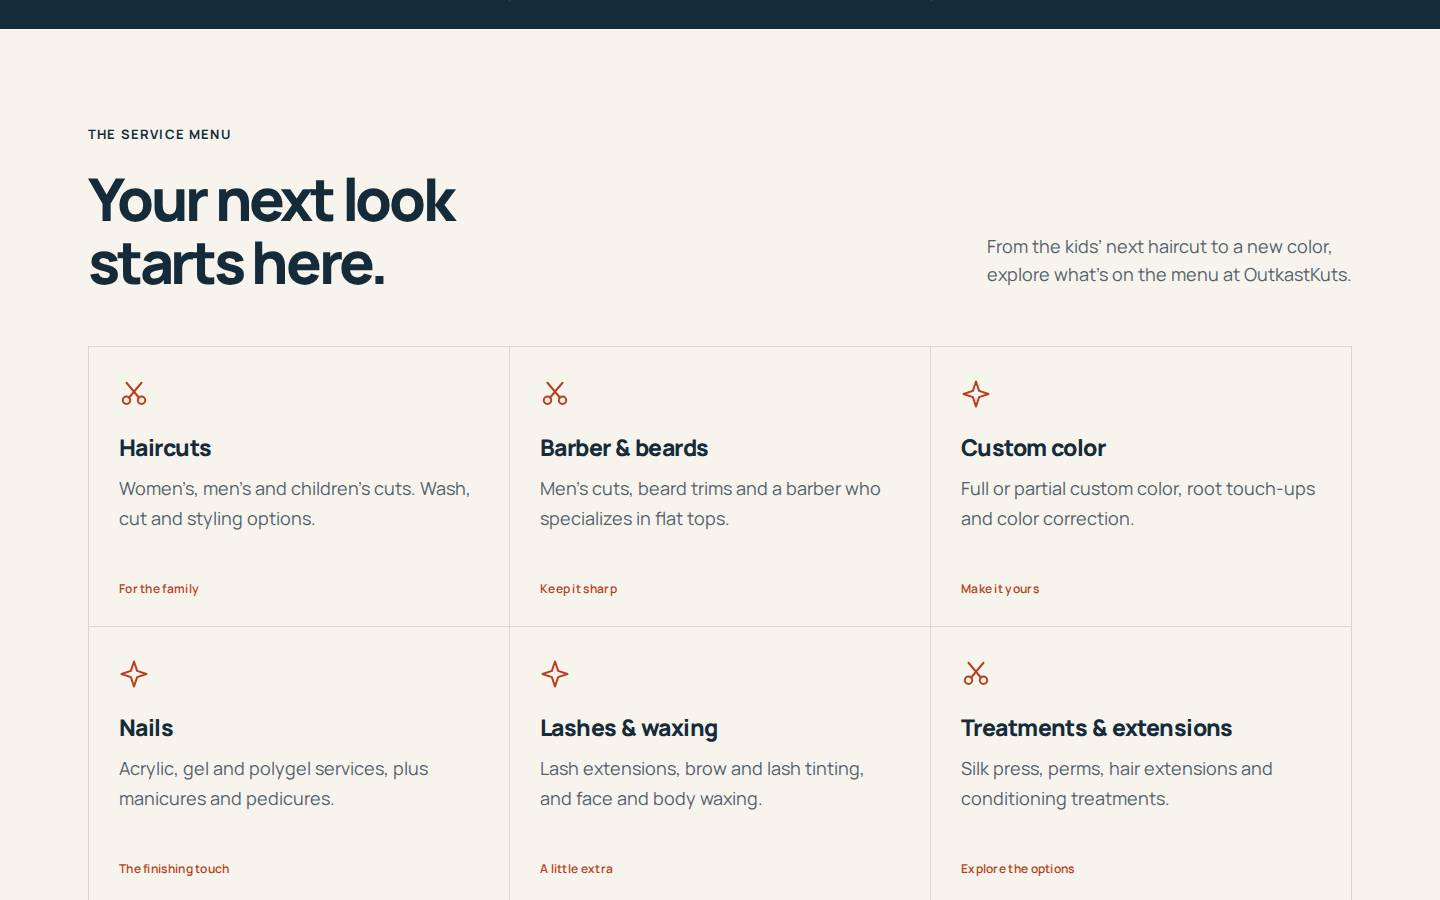 THE SERVICE MENU
Your next look
starts here.
From the kids’ next haircut to a new color,
explore what’s on the menu at OutkastKuts.
Haircuts
Women’s, men’s and children’s cuts. Wash,
cut and styling options.
For the family
Barber & beards
Men’s cuts, beard trims and a barber who
specializes in flat tops.
Keep it sharp
Custom color
Full or partial custom color, root touch-ups
and color correction.
Make it yours
Nails
Acrylic, gel and polygel services, plus
manicures and pedicures.
The finishing touch
Lashes & waxing
Lash extensions, brow and lash tinting,
and face and body waxing.
A little extra
Treatments & extensions
Silk press, perms, hair extensions and
conditioning treatments.
Explore the options